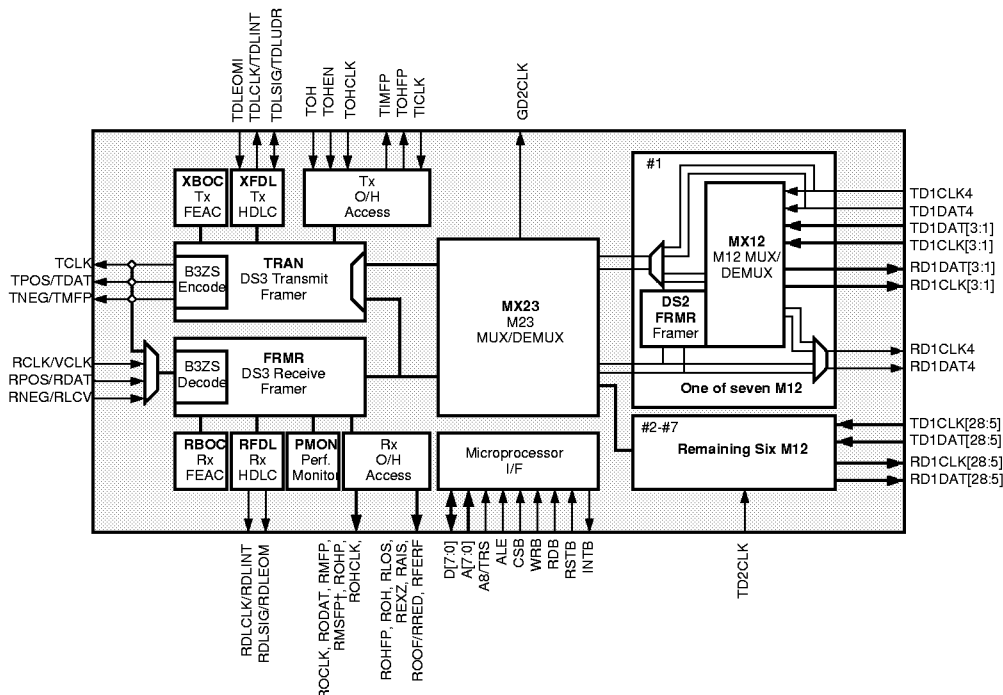 TDLEOMI
TDLCLK/TDLINT
TDLSIG/TDLUDR
TOH
TOHEN
TOHCLK
TIMFP
TOHFP
TICLK
GD2CLK
XBOC
Tx
FEAC
XFDL
Tx
HDLC
Tx
O/H
Access
#1
MX12
M12 MUX/
DEMUX
DS2
FRMR
Framer
One of seven M12
TD1CLK4
TD1DAT4
TD1DAT[3:1]
TD1CLK[3:1]
RD1DAT[3:1]
RD1CLK[3:1]
RD1CLK4
RD1DAT4
TCLK
TPOS/TDAT
TNEG/TMFP
B3ZS
Encode
TRAN
DS3 Transmit
Framer
MX23
M23
MUX/DEMUX
RCLK/VCLK
RPOS/RDAT
RNEG/RLCV
B3ZS
Decode
FRMR
DS3 Receive
Framer
RBOC
Rx
FEAC
RFDL
Rx
HDLC
PMON
Perf.
Monitor
Rx
O/H
Access
Microprocessor
I/F
#2-#7
Remaining Six M12
TD1CLK[28:5]
TD1DAT[28:5]
RD1CLK[28:5]
RD1DAT[28:5]
RDLCLK/RDLINT
RDLSIG/RDLEOM
ROCLK, RODAT, RMFP,
RMSFP†, ROHP,
ROHCLK,
ROHFP, ROH, RLOS,
REXZ, RAIS,
ROOF/RRED, RFERF
D[7:0]
A[7:0]
A8/TRS
ALE
CSB
WRB
RDB
RSTB
INTB
TD2CLK